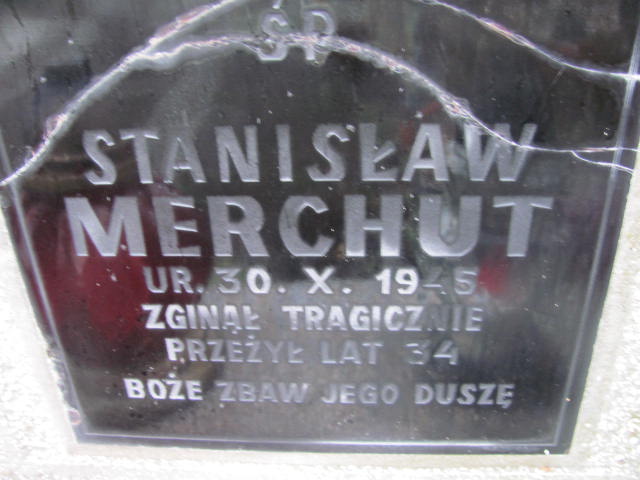 ŚP
STANISŁAW
MERCHUT
UR. 30. X. 1945
ZGINĄŁ TRAGICZNIE
PRZEŻYŁ LAT 34
BOŻE ZBAW JEGO DUSZĘ